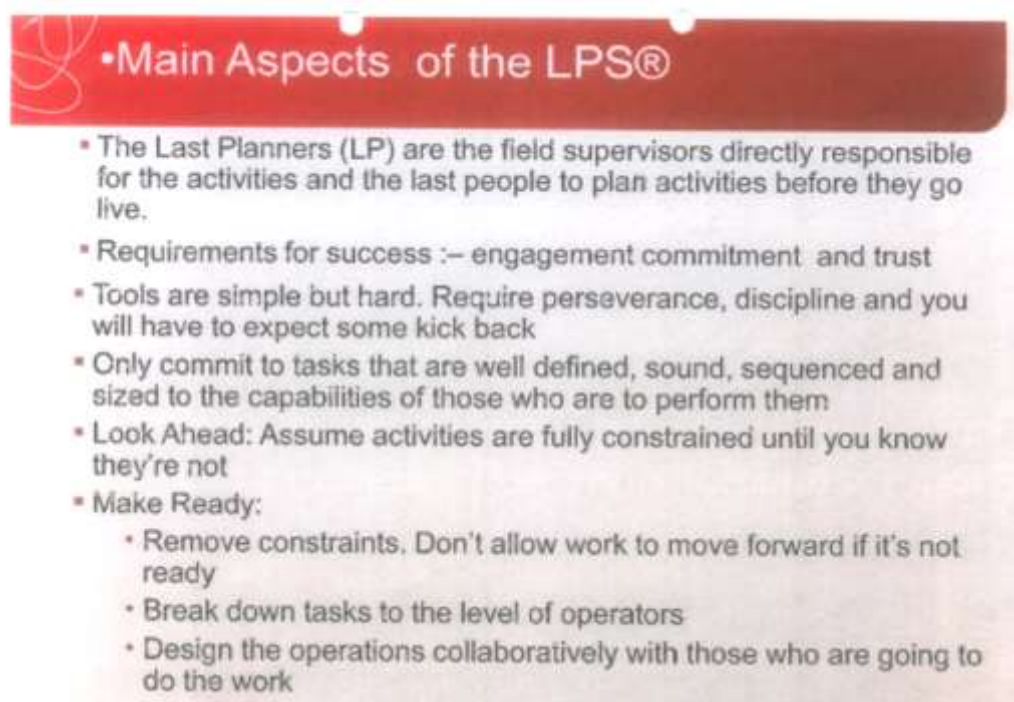 •Main Aspects of the LPS®
▪ The Last Planners (LP) are the field supervisors directly responsible
for the activities and the last people to plan activities before they go
live.
▪ Requirements for success :– engagement commitment and trust
▪ Tools are simple but hard. Require perseverance, discipline and you
will have to expect some kick back
▪ Only commit to tasks that are well defined, sound, sequenced and
sized to the capabilities of those who are to perform them
▪ Look Ahead: Assume activities are fully constrained until you know
they're not
▪ Make Ready:
• Remove constraints. Don't allow work to move forward if it's not
ready
• Break down tasks to the level of operators
• Design the operations collaboratively with those who are going to
do the work